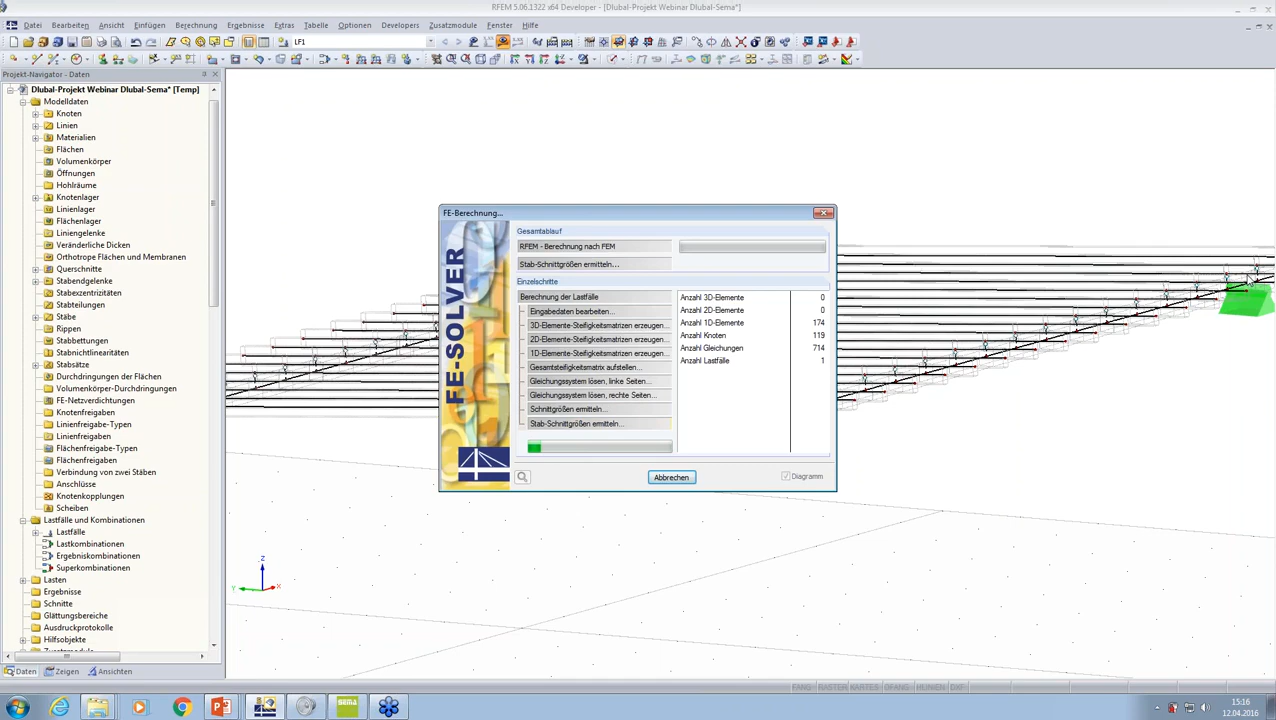 RFEM 5.06.1322 x64 Developer - [Dlubal-Projekt Webinar Dlubal-Sema*]
Datei Bearbeiten Ansicht Einfügen Berechnung Ergebnisse Extras Tabelle Optionen Developers Zusatzmodule Fenster Hilfe
LF1
Projekt-Navigator - Daten
Dlubal-Projekt Webinar Dlubal-Sema* [Temp]
Modelldaten
Knoten
Linien
Materialien
Flächen
Volumenkörper
Öffnungen
Hohlräume
Knotenlager
Linienlager
Flächenlager
Liniengelenke
Veränderliche Dicken
Orthotrope Flächen und Membranen
Querschnitte
Stabendgelenke
Stabexzentrizitäten
Stabteilungen
Stäbe
Rippen
Stabbettungen
Stabnichtlinearitäten
Stabsätze
Durchdringungen der Flächen
FE-Netzverdichtungen
Knotenfreigaben
Linienfreigabe-Typen
Linienfreigaben
Flächenfreigabe-Typen
Flächenfreigaben
Verbindung von zwei Stäben
Anschlüsse
Knotenkopplungen
Scheiben
Lastfälle und Kombinationen
Lastfälle
Lastkombinationen
Ergebniskombinationen
Superkombinationen
Lasten
Ergebnisse
Schnitte
Glättungsbereiche
Ausdruckprotokolle
Hilfsobjekte
Daten Zeigen Ansichten
FE-Berechnung...
FE-SOLVER
Gesamtablauf
RFEM - Berechnung nach FEM
Stab-Schnittgrößen ermitteln...
Einzelschritte
Berechnung der Lastfälle
Eingabedaten bearbeiten...
3D-Elemente-Steifigkeitsmatrizen erzeugen...
2D-Elemente-Steifigkeitsmatrizen erzeugen...
1D-Elemente-Steifigkeitsmatrizen erzeugen...
Gesamtsteifigkeitsmatrix aufstellen...
Gleichungssystem lösen, linke Seiten...
Gleichungssystem lösen, rechte Seiten...
Schnittgrößen ermitteln...
Stab-Schnittgrößen ermitteln...
Anzahl 3D-Elemente 0
Anzahl 2D-Elemente 0
Anzahl 1D-Elemente 174
Anzahl Knoten 119
Anzahl Gleichungen 714
Anzahl Lastfälle 1
Abbrechen
Diagramm
Z
Y
X
FANG RASTER KARTES OFANG HLINIEN DXF
SEMA
15:16
12.04.2016